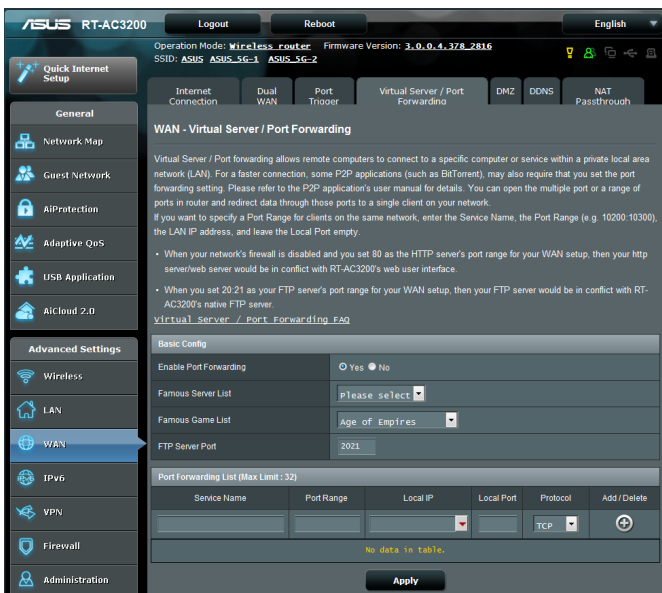 ASUS RT-AC3200
Logout
Reboot
English
Operation Mode: Wireless router Firmware Version: 3.0.0.4.378_2816
SSID: ASUS ASUS_5G-1 ASUS_5G-2
Quick Internet
Setup
General
Network Map
Guest Network
AiProtection
Adaptive QoS
USB Application
AiCloud 2.0
Advanced Settings
Wireless
LAN
WAN
IPv6
VPN
Firewall
Administration
Internet
Connection
Dual
WAN
Port
Trigger
Virtual Server / Port
Forwarding
DMZ
DDNS
NAT
Passthrough
WAN - Virtual Server / Port Forwarding
Virtual Server / Port forwarding allows remote computers to connect to a specific computer or service within a private local area
network (LAN). For a faster connection, some P2P applications (such as BitTorrent), may also require that you set the port
forwarding setting. Please refer to the P2P application's user manual for details. You can open the multiple port or a range of
ports in router and redirect data through those ports to a single client on your network.
If you want to specify a Port Range for clients on the same network, enter the Service Name, the Port Range (e.g. 10200:10300),
the LAN IP address, and leave the Local Port empty.
• When your network's firewall is disabled and you set 80 as the HTTP server's port range for your WAN setup, then your http
server/web server would be in conflict with RT-AC3200's web user interface.
• When you set 20:21 as your FTP server's port range for your WAN setup, then your FTP server would be in conflict with RT-
AC3200's native FTP server.
Virtual Server / Port Forwarding FAQ
Basic Config
Enable Port Forwarding
Yes No
Famous Server List
Please select
Famous Game List
Age of Empires
FTP Server Port
2021
Port Forwarding List (Max Limit : 32)
Service Name Port Range Local IP Local Port Protocol Add / Delete
TCP
No data in table.
Apply